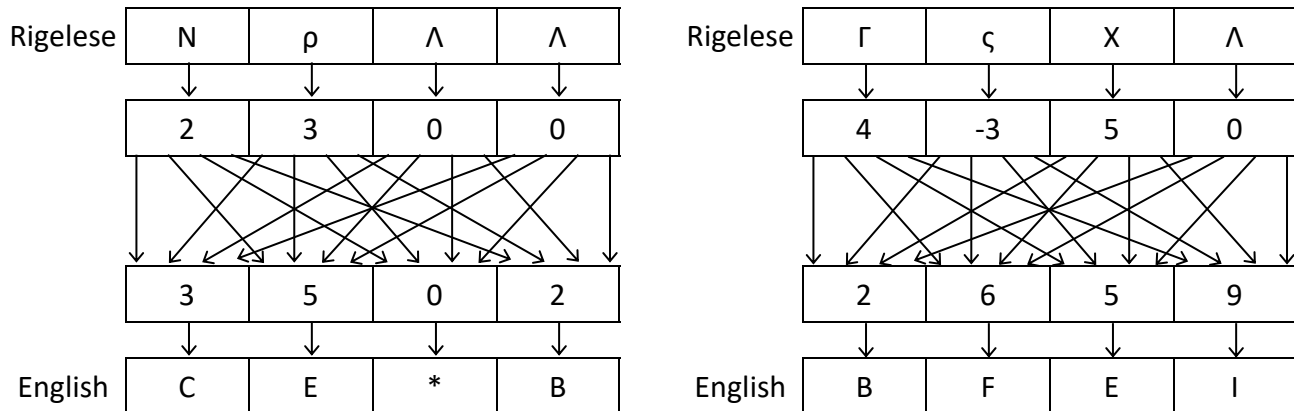 Rigelese Ν ρ Λ Λ
2 3 0 0
3 5 0 2
English C E * B
Rigelese Γ ς Χ Λ
4 -3 5 0
2 6 5 9
English B F E I